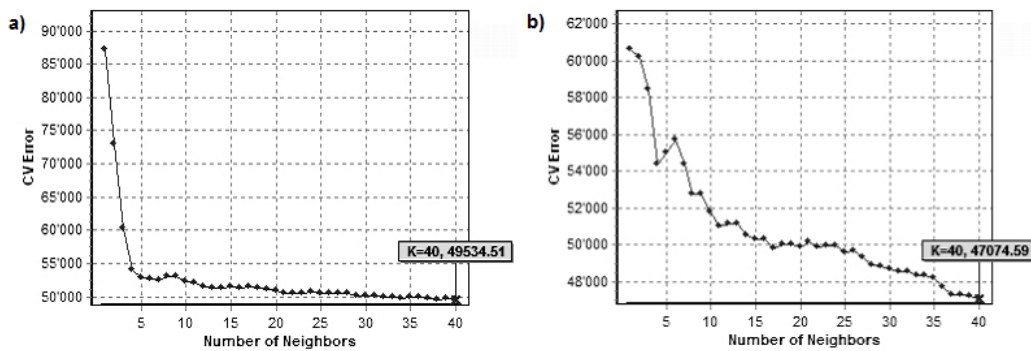 a)
90'000
85'000
80'000
75'000
70'000
65'000
60'000
55'000
50'000
CV Error
K=40, 49534.51
5 10 15 20 25 30 35 40
Number of Neighbors
b)
62'000
60'000
58'000
56'000
54'000
52'000
50'000
48'000
CV Error
K=40, 47074.59
5 10 15 20 25 30 35 40
Number of Neighbors